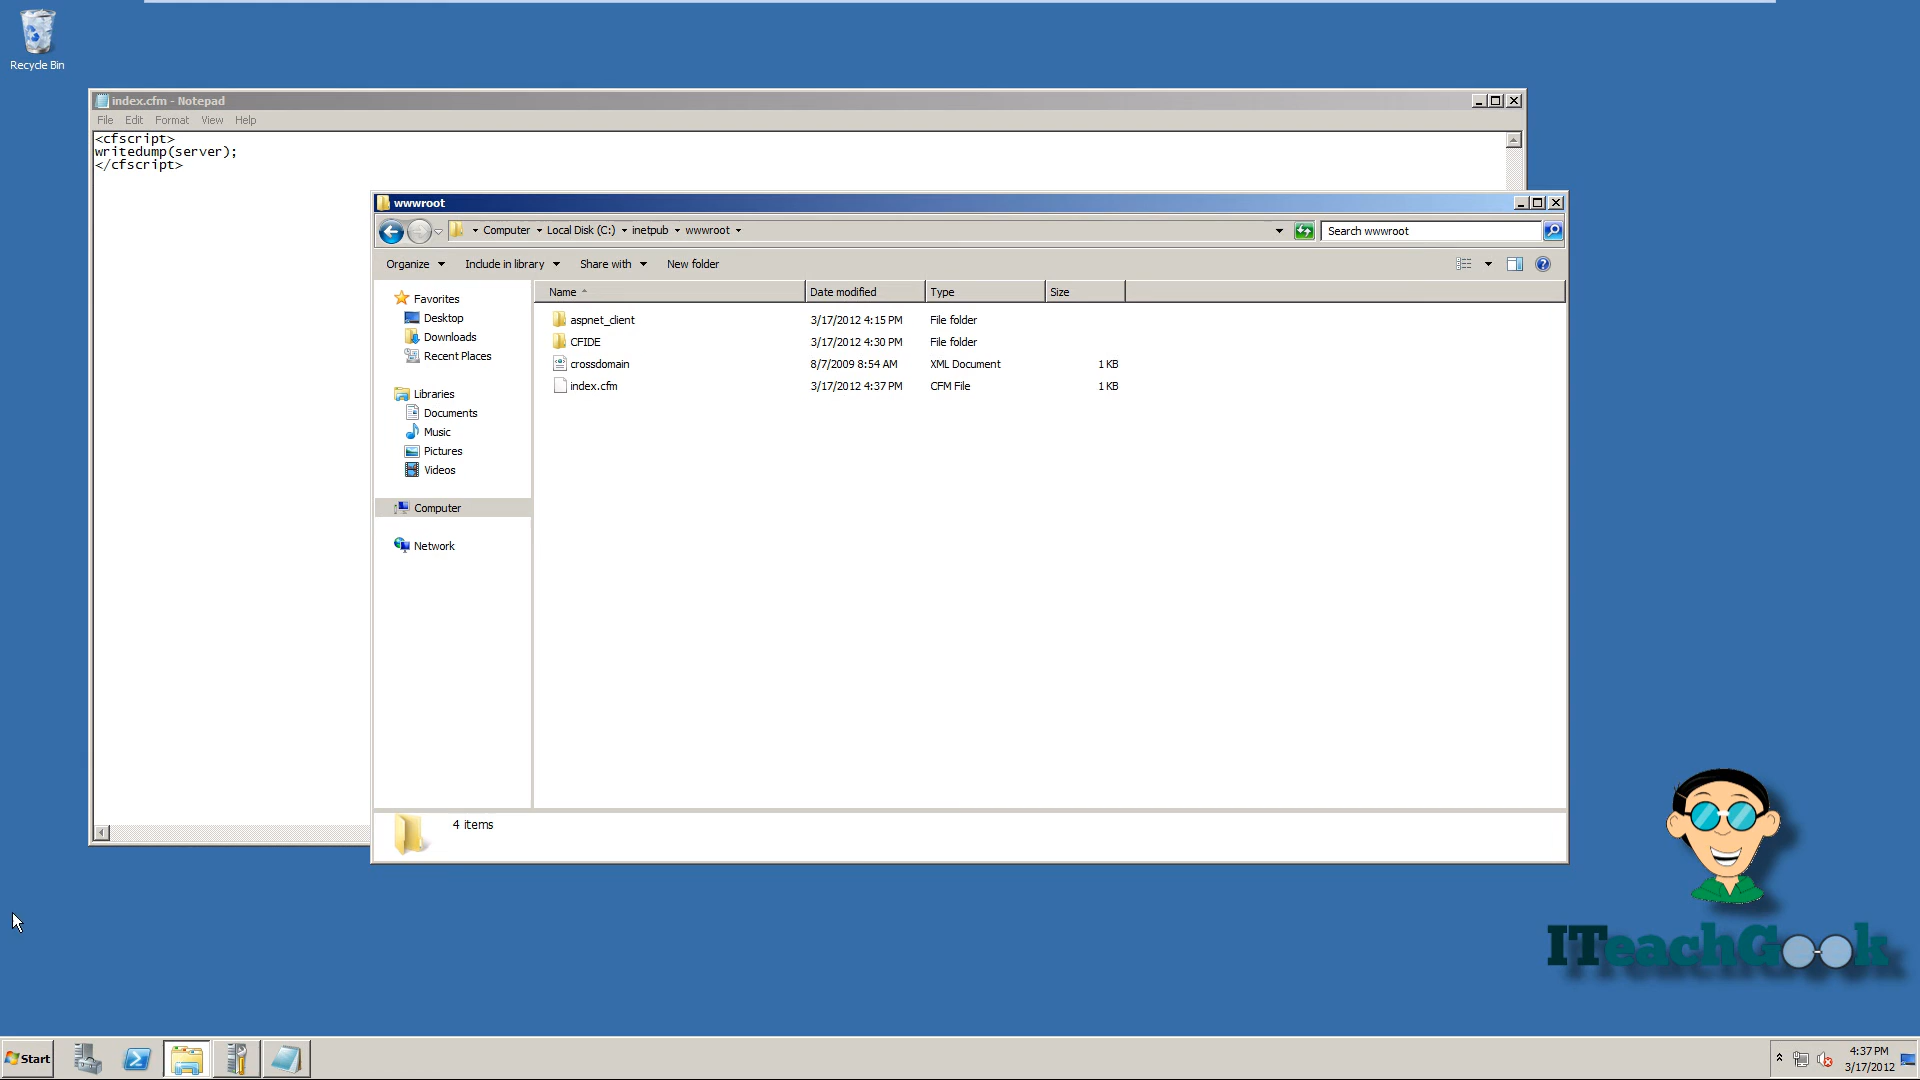 Recycle Bin
index.cfm - Notepad
File Edit Format View Help
<cfscript>
writedump(server);
</cfscript>
wwwroot
Computer Local Disk (C:) inetpub wwwroot
Search wwwroot
Organize Include in library Share with New folder
Name Date modified Type Size
Favorites
Desktop
Downloads
Recent Places
Libraries
Documents
Music
Pictures
Videos
Computer
Network
aspnet_client 3/17/2012 4:15 PM File folder
CFIDE 3/17/2012 4:30 PM File folder
crossdomain 8/7/2009 8:54 AM XML Document 1 KB
index.cfm 3/17/2012 4:37 PM CFM File 1 KB
4 items
ITeachGook
Start
4:37 PM
3/17/2012